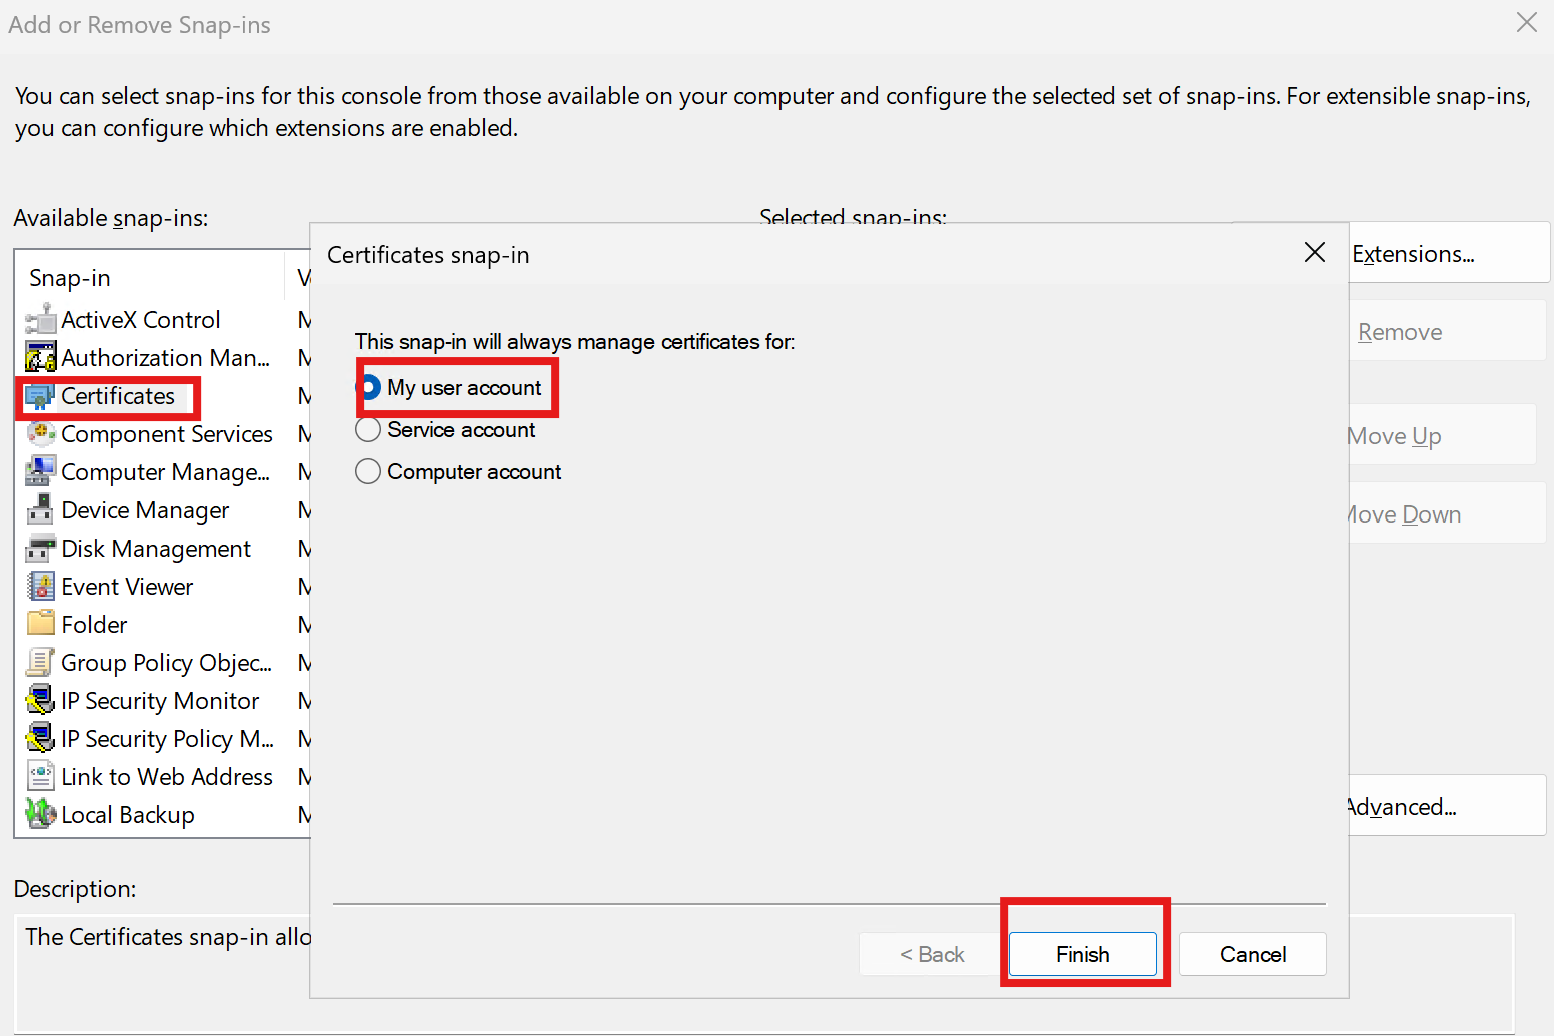 Add or Remove Snap-ins
You can select snap-ins for this console from those available on your computer and configure the selected set of snap-ins. For extensible snap-ins,
you can configure which extensions are enabled.
Available snap-ins:
Selected snap-ins:
Snap-in
ActiveX Control
Authorization Man...
Certificates
Component Services
Computer Manage...
Device Manager
Disk Management
Event Viewer
Folder
Group Policy Objec...
IP Security Monitor
IP Security Policy M...
Link to Web Address
Local Backup
Certificates snap-in
This snap-in will always manage certificates for:
My user account
Service account
Computer account
< Back
Finish
Cancel
Extensions...
Remove
Move Up
Move Down
Advanced...
Description:
The Certificates snap-in allo